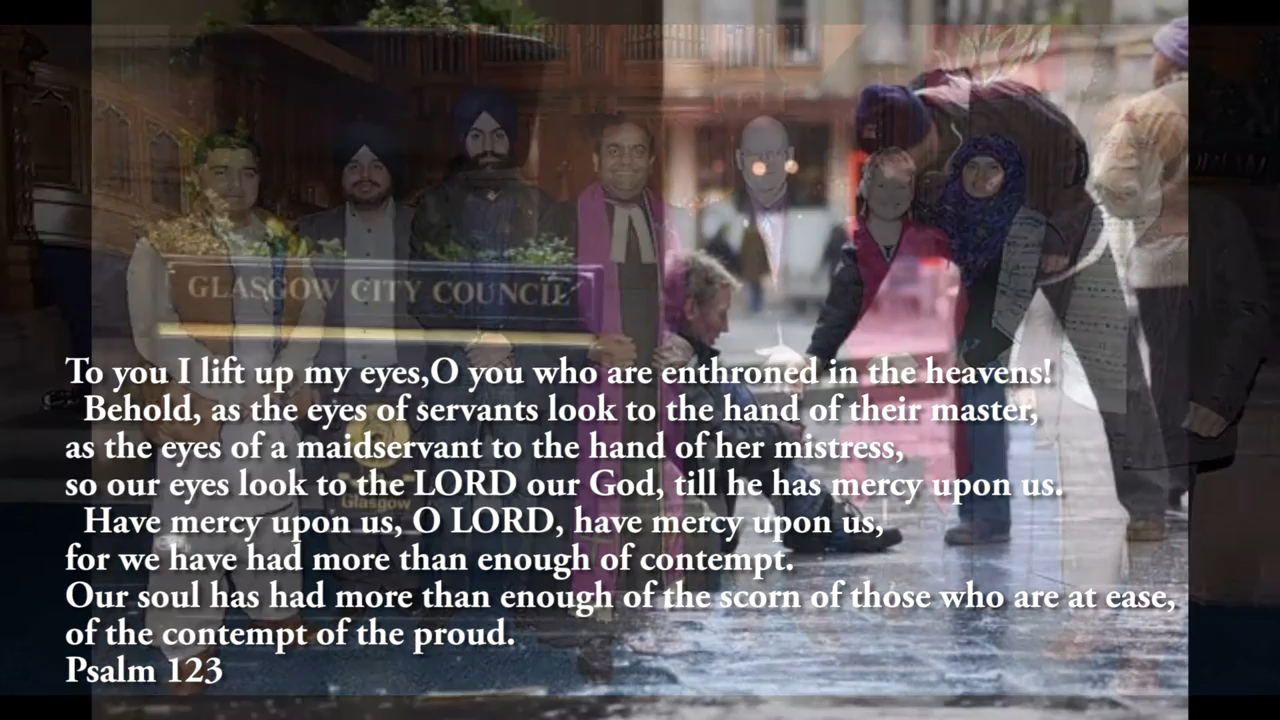 GLASGOW CITY COUNCIL
To you I lift up my eyes,O you who are enthroned in the heavens!
Behold, as the eyes of servants look to the hand of their master,
as the eyes of a maidservant to the hand of her mistress,
so our eyes look to the LORD our God, till he has mercy upon us.
Glasgow
Have mercy upon us, O LORD, have mercy upon us,
for we have had more than enough of contempt.
Our soul has had more than enough of the scorn of those who are at ease,
of the contempt of the proud.
Psalm 123